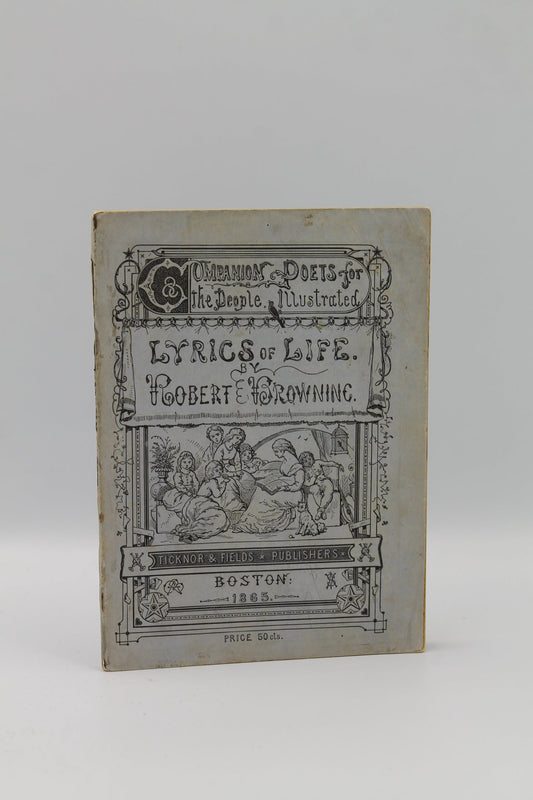 COMPANION POETS for
the People. Illustrated.
LYRICS OF LIFE.
BY
ROBERT BROWNING.
TICKNOR & FIELDS * PUBLISHERS *
BOSTON:
1865.
PRICE 50 cts.